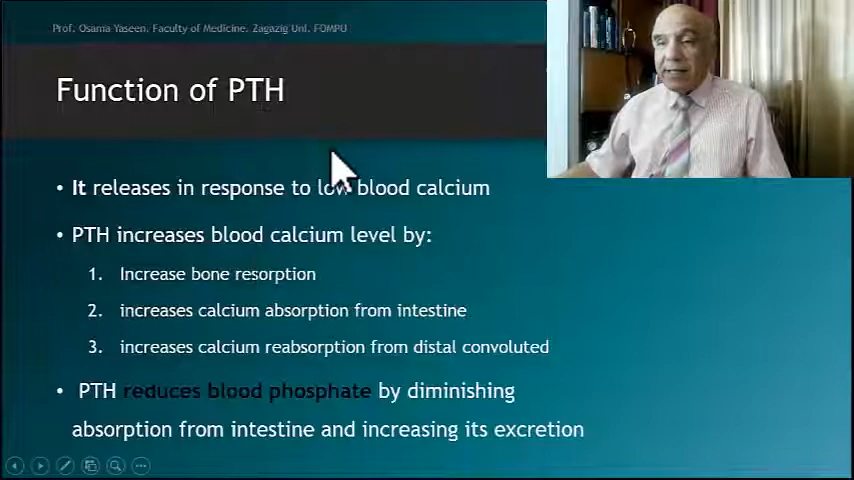 Prof. Osama Yaseen. Faculty of Medicine. Zagazig Uni. FOMPU
Function of PTH
• It releases in response to low blood calcium
• PTH increases blood calcium level by:
1. Increase bone resorption
2. increases calcium absorption from intestine
3. increases calcium reabsorption from distal convoluted
• PTH reduces blood phosphate by diminishing
absorption from intestine and increasing its excretion